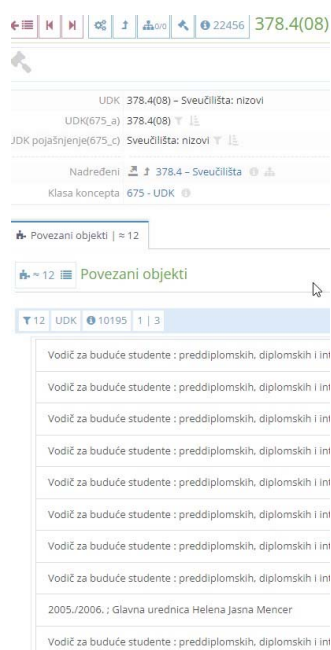 0/0 22456 378.4(08)
UDK 378.4(08) – Sveučilišta: nizovi
UDK(675_a) 378.4(08)
UDK pojašnjenje(675_c) Sveučilišta: nizovi
Nadređeni 378.4 – Sveučilišta
Klasa koncepta 675 - UDK
Povezani objekti | ≈ 12
≈ 12 Povezani objekti
12 UDK 10195 1 | 3
Vodič za buduće studente : preddiplomskih, diplomskih i int
Vodič za buduće studente : preddiplomskih, diplomskih i int
Vodič za buduće studente : preddiplomskih, diplomskih i int
Vodič za buduće studente : preddiplomskih, diplomskih i int
Vodič za buduće studente : preddiplomskih, diplomskih i int
Vodič za buduće studente : preddiplomskih, diplomskih i int
Vodič za buduće studente : preddiplomskih, diplomskih i int
Vodič za buduće studente : preddiplomskih, diplomskih i int
2005./2006. ; Glavna urednica Helena Jasna Mencer
Vodič za buduće studente : preddiplomskih, diplomskih i int